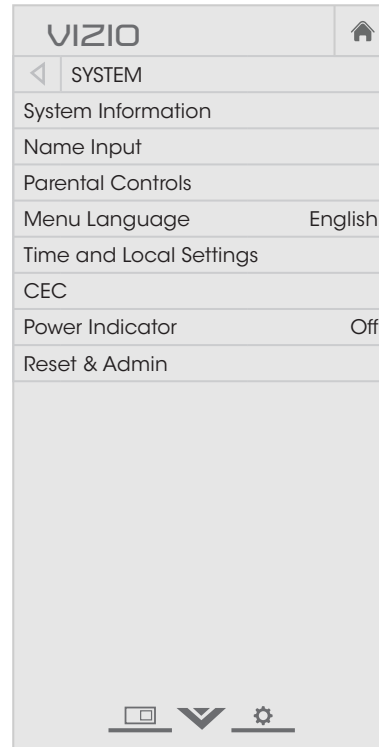 VIZIO
SYSTEM
System Information
Name Input
Parental Controls
Menu Language English
Time and Local Settings
CEC
Power Indicator Off
Reset & Admin